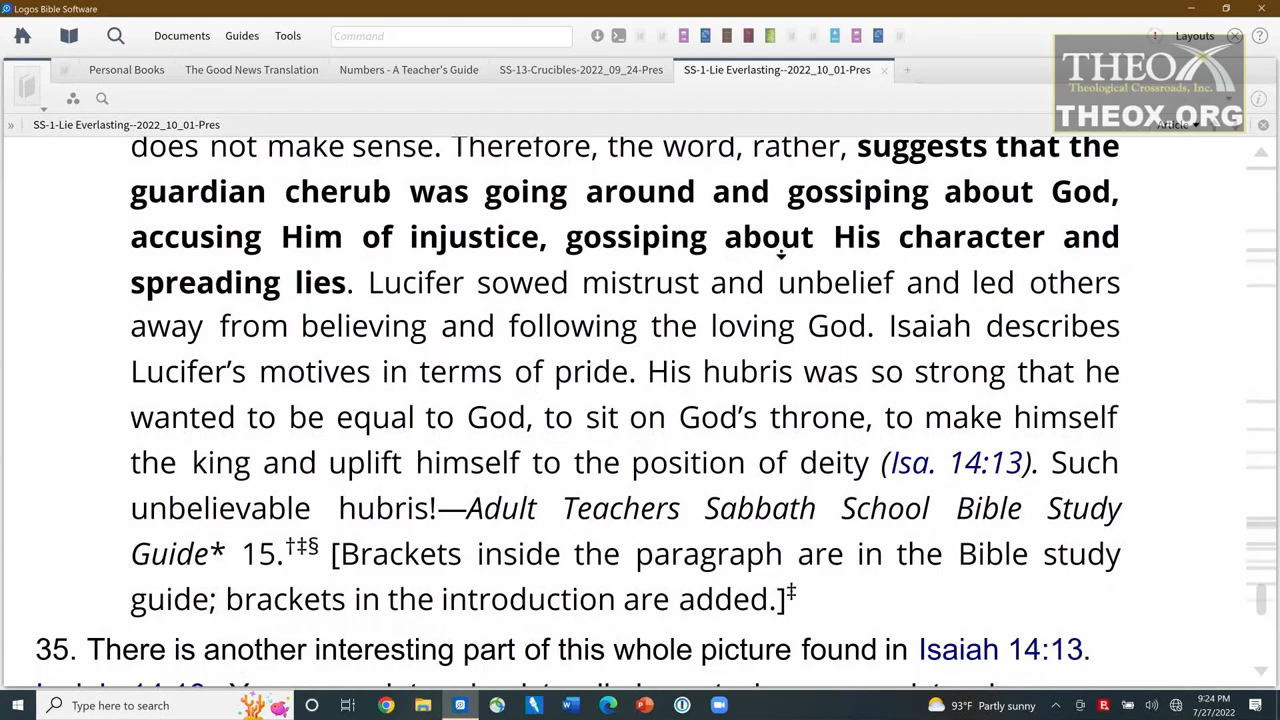 Logos Bible Software
Documents Guides Tools Command Layouts
THEOX
Theological Crossroads, Inc.
THEOX.ORG
Personal Books The Good News Translation Numbers - A Teacher's Guide SS-13-Crucibles-2022_09_24-Pres SS-1-Lie Everlasting--2022_10_01-Pres
» SS-1-Lie Everlasting--2022_10_01-Pres Article
does not make sense. Therefore, the word, rather, suggests that the
guardian cherub was going around and gossiping about God,
accusing Him of injustice, gossiping about His character and
spreading lies. Lucifer sowed mistrust and unbelief and led others
away from believing and following the loving God. Isaiah describes
Lucifer’s motives in terms of pride. His hubris was so strong that he
wanted to be equal to God, to sit on God’s throne, to make himself
the king and uplift himself to the position of deity (Isa. 14:13). Such
unbelievable hubris!—Adult Teachers Sabbath School Bible Study
Guide* 15.†‡§ [Brackets inside the paragraph are in the Bible study
guide; brackets in the introduction are added.]‡
35. There is another interesting part of this whole picture found in Isaiah 14:13.
Type here to search 93°F Partly sunny 9:24 PM
7/27/2022